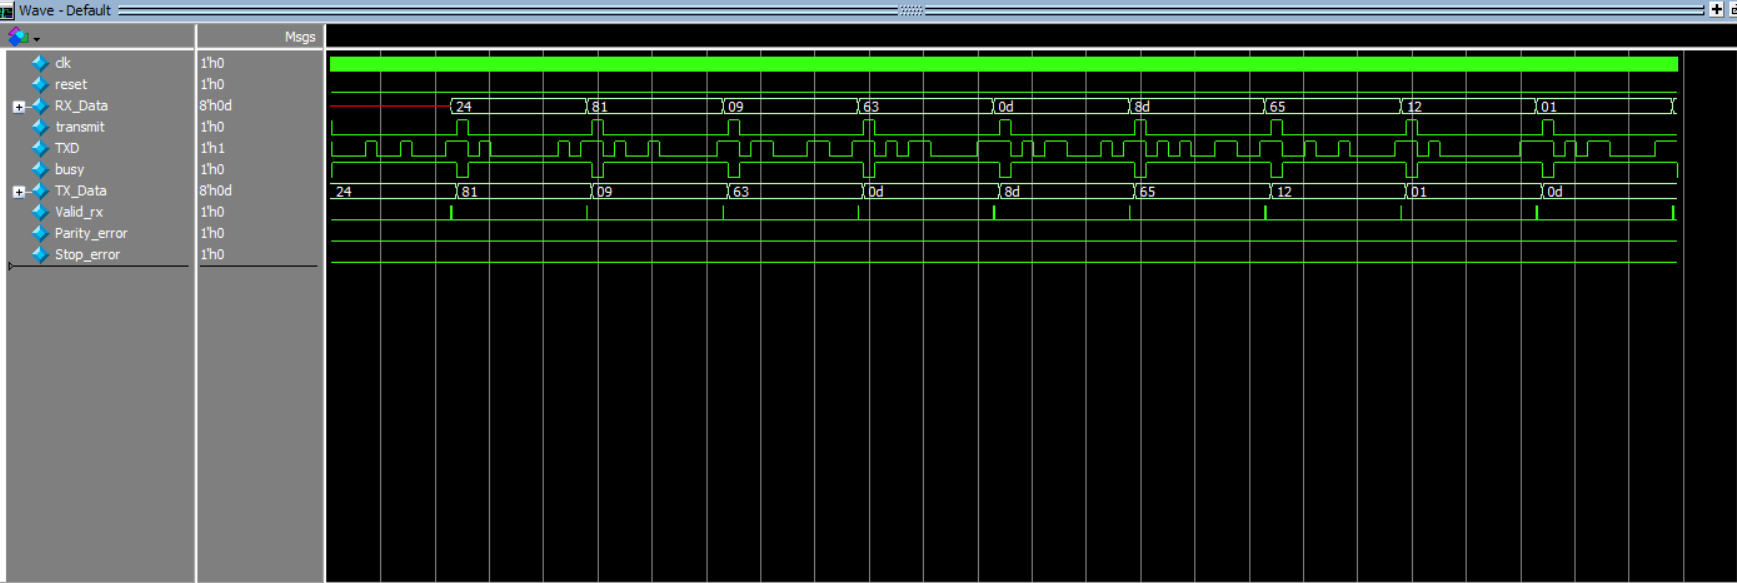 Wave - Default
Msgs
clk 1'h0
reset 1'h0
RX_Data 8'h0d 24 81 09 63 0d 8d 65 12 01
transmit 1'h0
TXD 1'h1
busy 1'h0
TX_Data 8'h0d 24 81 09 63 0d 8d 65 12 01 0d
Valid_rx 1'h0
Parity_error 1'h0
Stop_error 1'h0